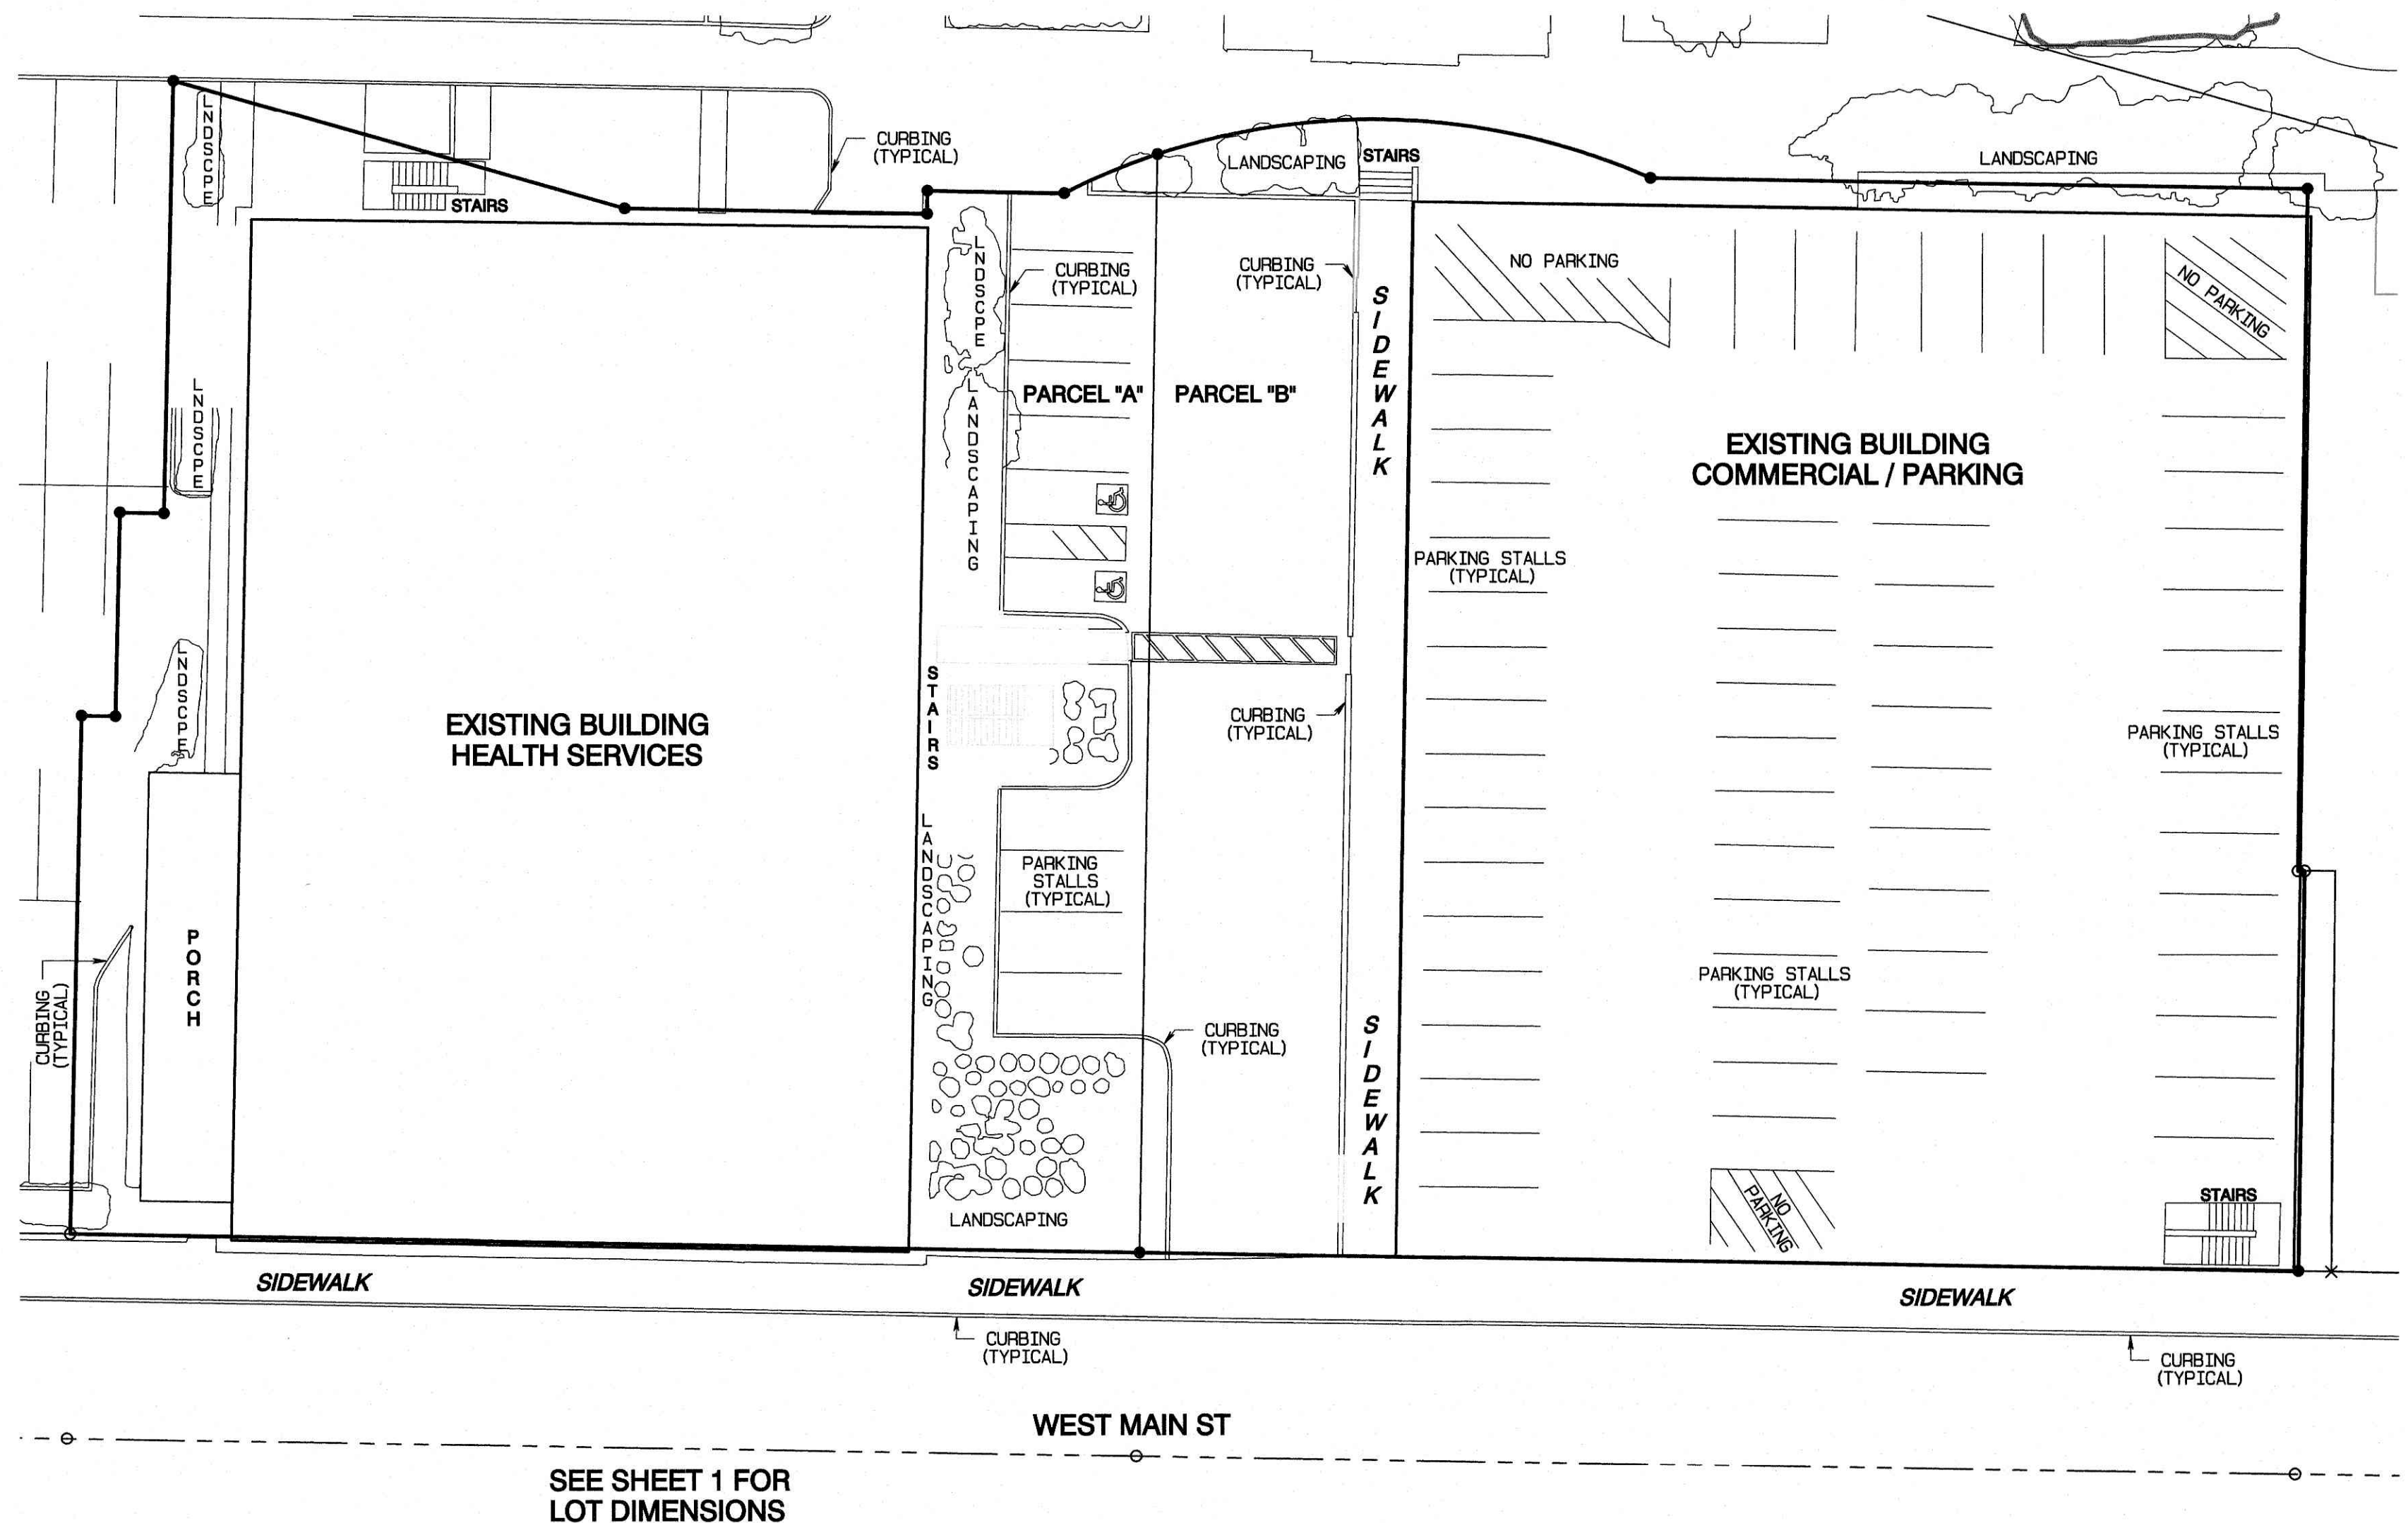 LNDSCPE
CURBING
(TYPICAL)
STAIRS
LANDSCAPING
STAIRS
LANDSCAPING
LNDSCPE
CURBING
(TYPICAL)
CURBING
(TYPICAL)
SIDEWALK
NO PARKING
NO PARKING
LNDSCPE
LANDSCAPING
PARCEL "A"
PARCEL "B"
EXISTING BUILDING
COMMERCIAL / PARKING
PARKING STALLS
(TYPICAL)
LNDSCPE
EXISTING BUILDING
HEALTH SERVICES
STAIRS
CURBING
(TYPICAL)
PARKING STALLS
(TYPICAL)
LANDSCAPING
PARKING
STALLS
(TYPICAL)
PORCH
CURBING
(TYPICAL)
CURBING
(TYPICAL)
SIDEWALK
PARKING STALLS
(TYPICAL)
NO
PARKING
STAIRS
LANDSCAPING
SIDEWALK
SIDEWALK
SIDEWALK
CURBING
(TYPICAL)
CURBING
(TYPICAL)
WEST MAIN ST
SEE SHEET 1 FOR
LOT DIMENSIONS